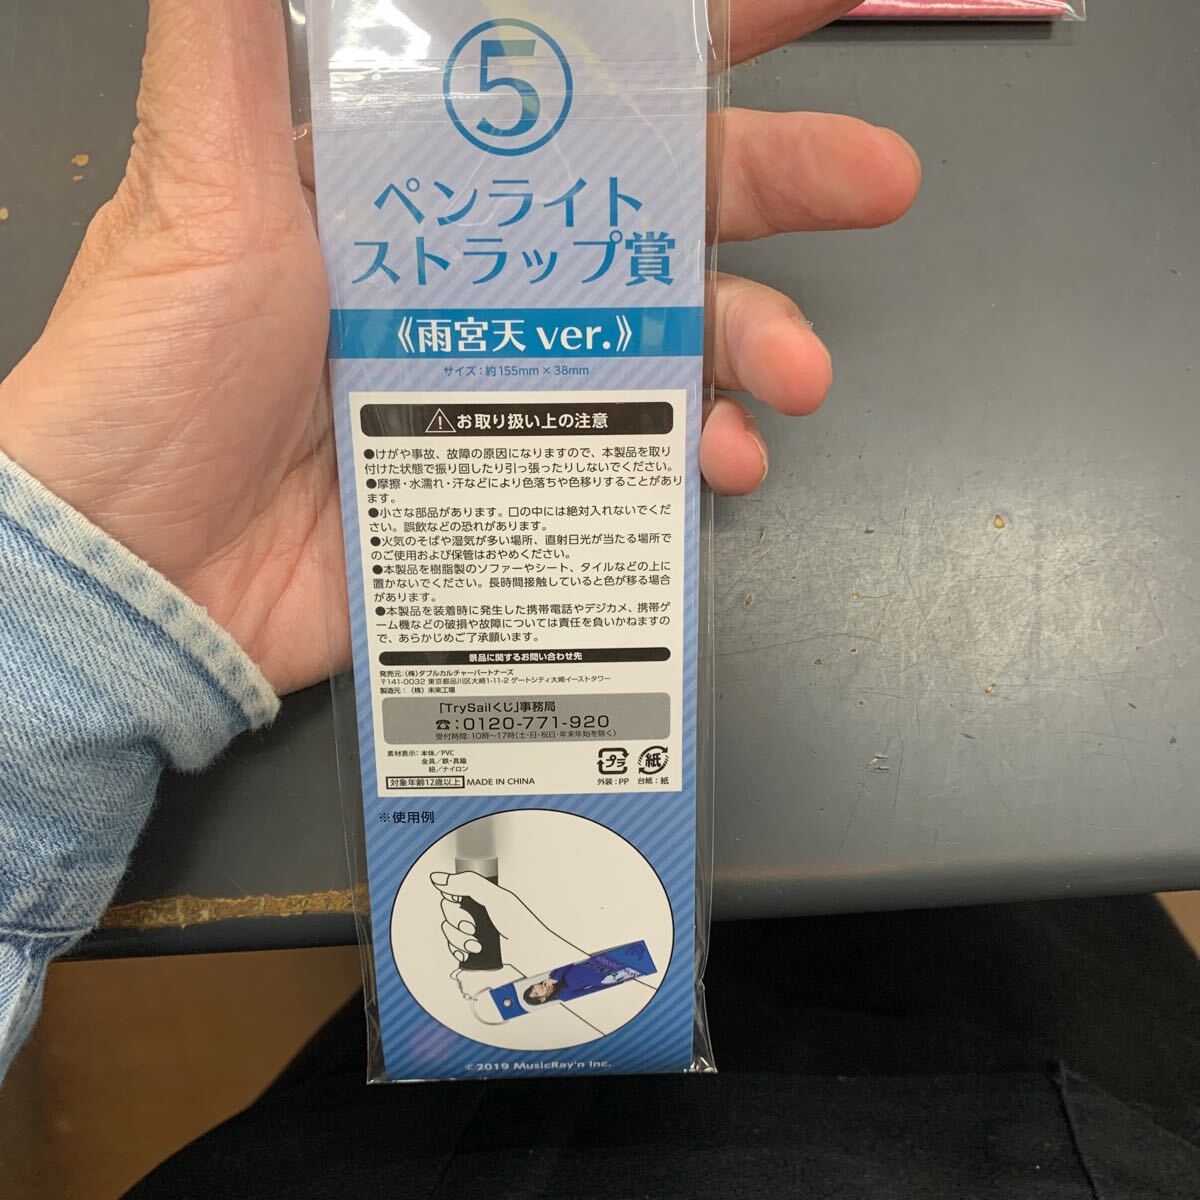 ⑤
ペンライト
ストラップ賞
《雨宮天 ver.》
サイズ：約155mm×38mm
⚠お取り扱い上の注意
●けがや事故、故障の原因になりますので、本製品を取り
付けた状態で振り回したり引っ張ったりしないでください。
●摩擦・水濡れ・汗などにより色落ちや色移りすることがあり
ます。
●小さな部品があります。口の中には絶対入れないでくだ
さい。誤飲などの恐れがあります。
●火気のそばや湿気が多い場所、直射日光が当たる場所で
のご使用および保管はおやめください。
●本製品を樹脂製のソファーやシート、タイルなどの上に
置かないでください。長時間接触していると色が移る場合
があります。
●本製品を装着時に発生した携帯電話やデジカメ、携帯ゲ
ーム機などの破損や故障については責任を負いかねますの
で、あらかじめご了承願います。
景品に関するお問い合わせ先
発売元：（株）ダブルカルチャーパートナーズ
〒141-0032 東京都品川区大崎1-11-2 ゲートシティ大崎イーストタワー
製造元：（株）未来工場
「TrySailくじ」事務局
☎：0120-771-920
受付時間：10時〜17時（土・日・祝日・年末年始を除く）
素材表示：本体／PVC
金具／鉄・真鍮
紐／ナイロン
対象年齢12歳以上 MADE IN CHINA
プラ
外装：PP
紙
台紙：紙
※使用例
©2019 MusicRay'n Inc.